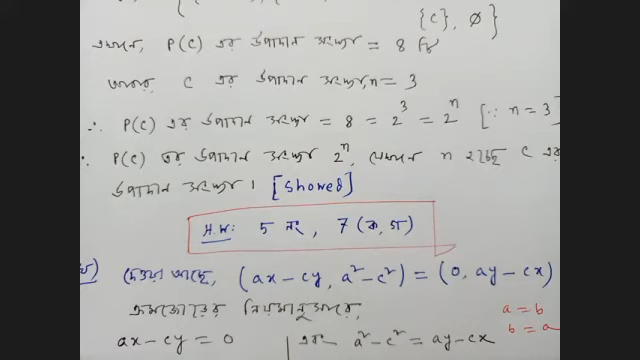 {C}, Ø}
এখানে, P(C) এর উপাদান সংখ্যা = 8 টি
আবার, C এর উপাদান সংখ্যা, n = 3
∴ P(C) এর উপাদান সংখ্যা = 8 = 2³ = 2ⁿ [∵ n = 3]
∴ P(C) এর উপাদান সংখ্যা 2ⁿ, যেখানে n হচ্ছে C এর
উপাদান সংখ্যা। [Showed]
H.W: 5 নং, 7 (ক, গ)
দেওয়া আছে, (ax − cy, a² − c²) = (0, ay − cx)
ক্রমজোড়ের নিয়মানুসারে,
a = b
b = a
ax − cy = 0 | এবং a² − c² = ay − cx